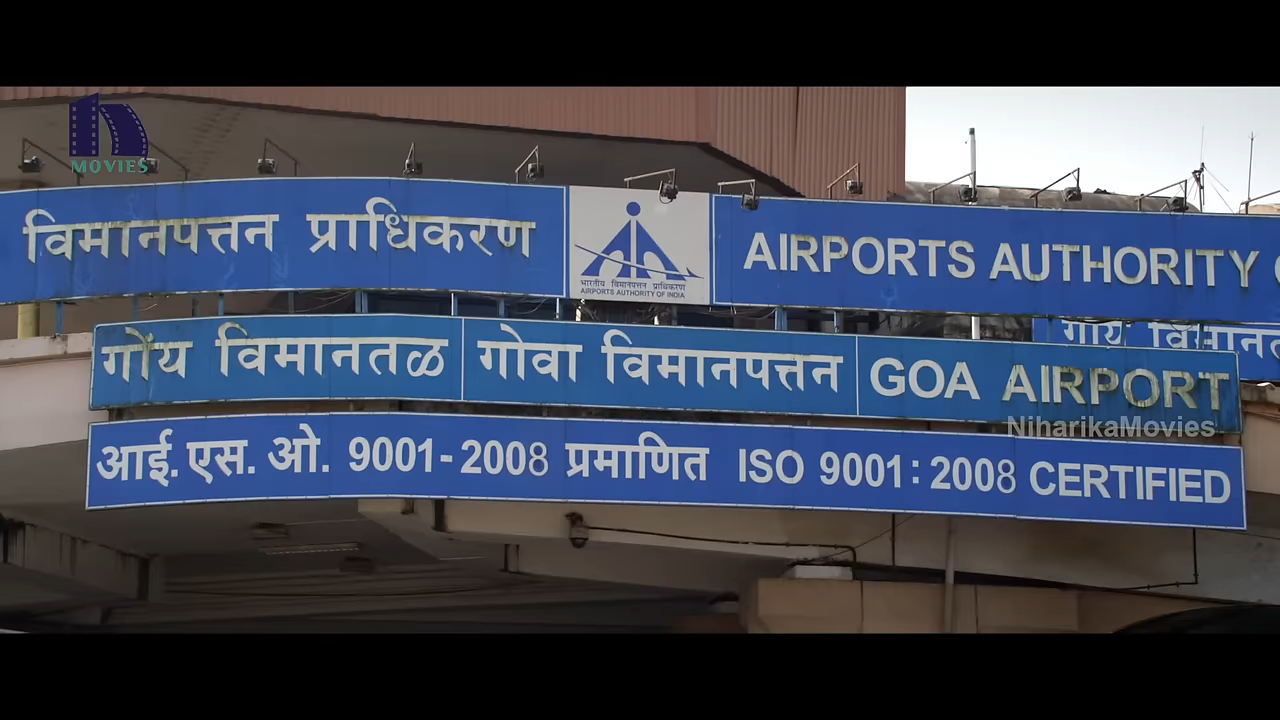 MOVIES
विमानपत्तन प्राधिकरण
भारतीय विमानपत्तन प्राधिकरण
AIRPORTS AUTHORITY OF INDIA
AIRPORTS AUTHORITY
गोंय विमानतळ गोवा विमानपत्तन GOA AIRPORT
गोंय
NiharikaMovies
आई. एस. ओ. 9001-2008 प्रमाणित ISO 9001: 2008 CERTIFIED